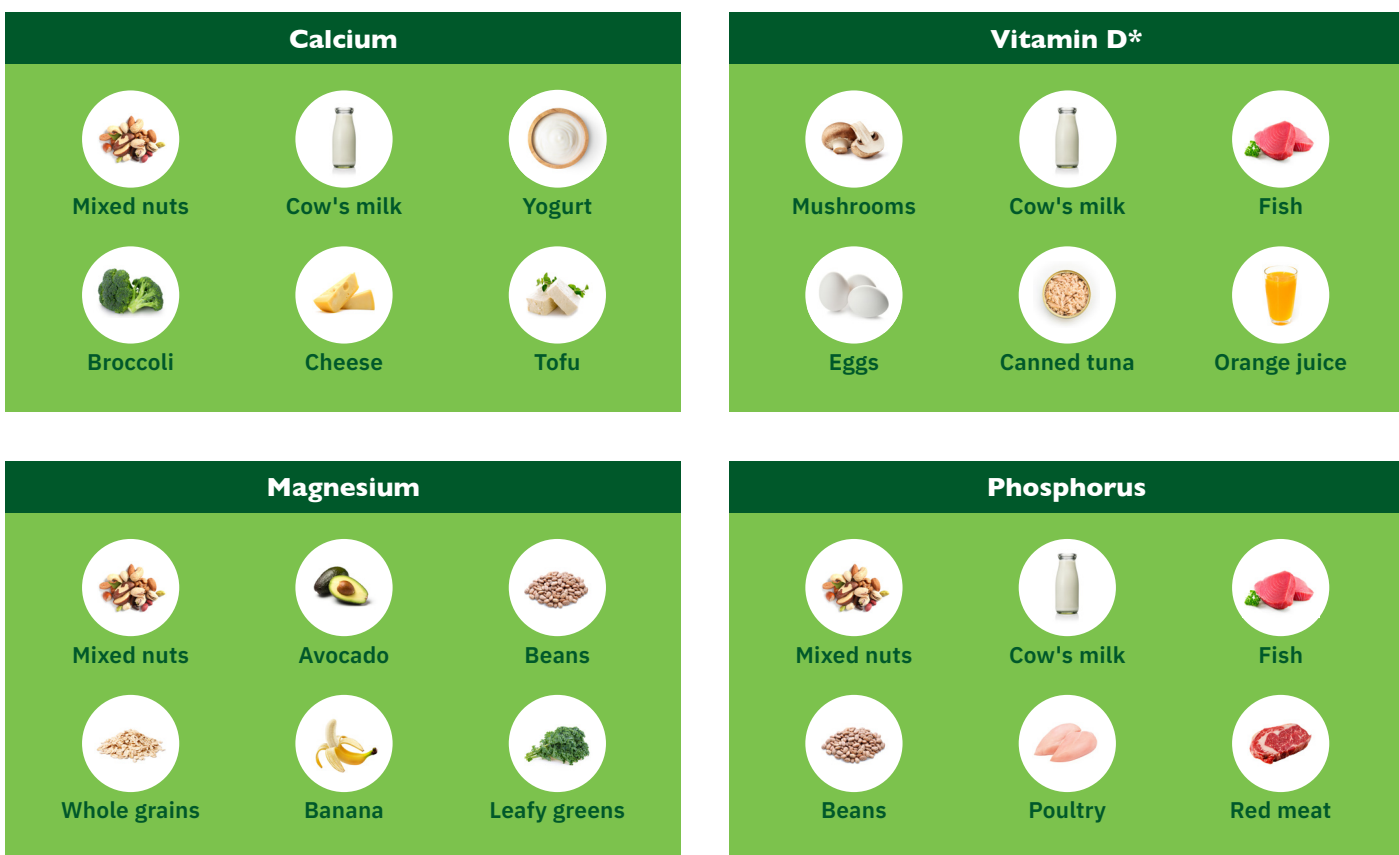 Calcium
Mixed nuts
Cow's milk
Yogurt
Broccoli
Cheese
Tofu
Vitamin D*
Mushrooms
Cow's milk
Fish
Eggs
Canned tuna
Orange juice
Magnesium
Mixed nuts
Avocado
Beans
Whole grains
Banana
Leafy greens
Phosphorus
Mixed nuts
Cow's milk
Fish
Beans
Poultry
Red meat